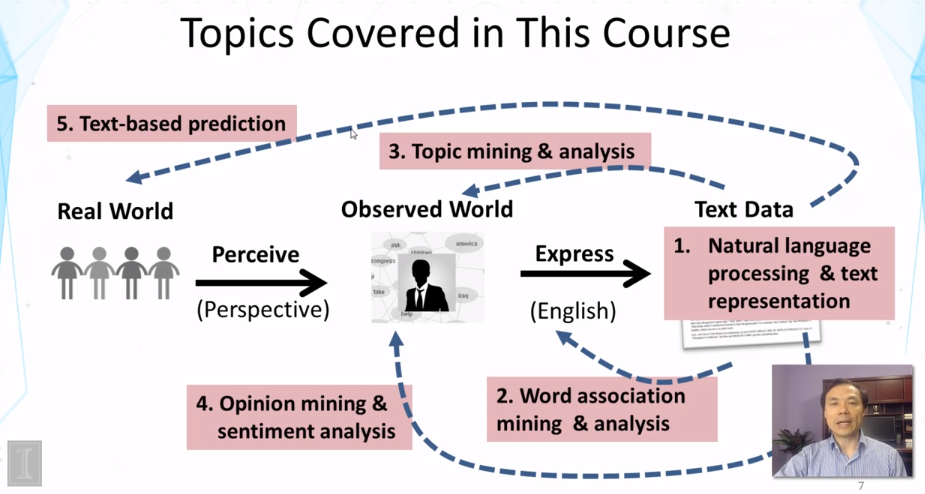 Topics Covered in This Course
5. Text-based prediction
3. Topic mining & analysis
Real World
Observed World
Text Data
Perceive
(Perspective)
ask
america
congress
take
iraq
help
Express
(English)
1. Natural language
processing & text
representation
4. Opinion mining &
sentiment analysis
2. Word association
mining & analysis
I
7